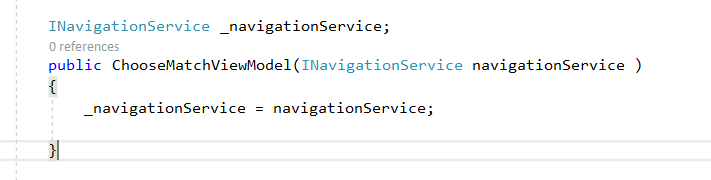 INavigationService _navigationService;
0 references
public ChooseMatchViewModel(INavigationService navigationService )
{
_navigationService = navigationService;
}